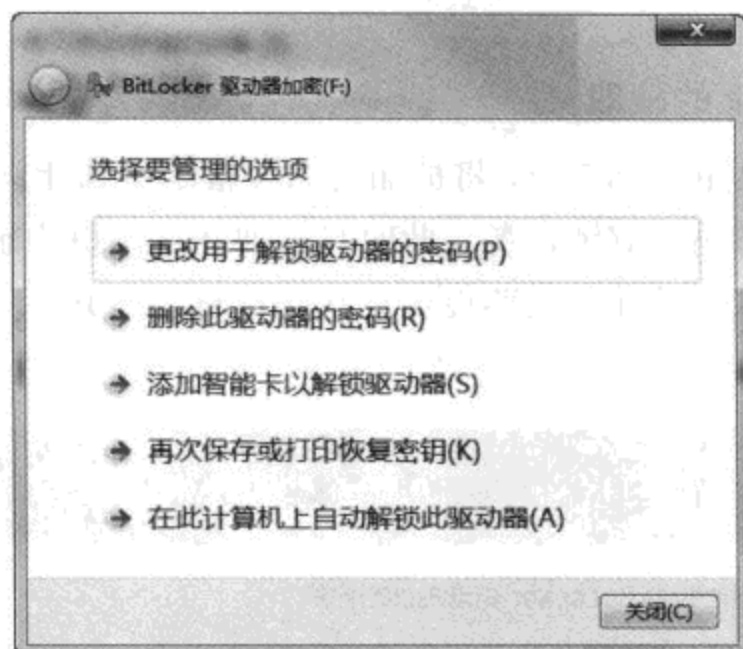 BitLocker 驱动器加密(F:)
选择要管理的选项
更改用于解锁驱动器的密码(P)
删除此驱动器的密码(R)
添加智能卡以解锁驱动器(S)
再次保存或打印恢复密钥(K)
在此计算机上自动解锁此驱动器(A)
关闭(C)